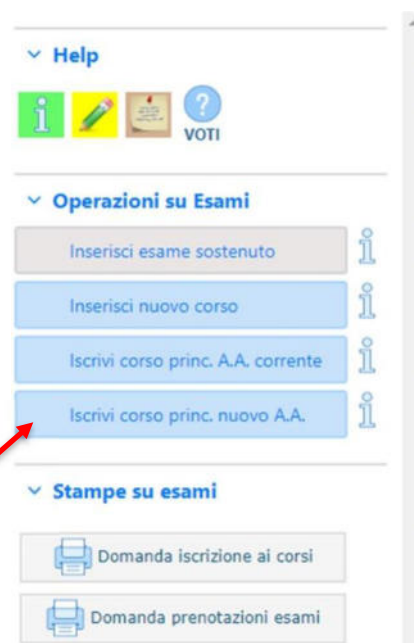 Help
VOTI
Operazioni su Esami
Inserisci esame sostenuto
Inserisci nuovo corso
Iscrivi corso princ. A.A. corrente
Iscrivi corso princ. nuovo A.A.
Stampe su esami
Domanda iscrizione ai corsi
Domanda prenotazioni esami